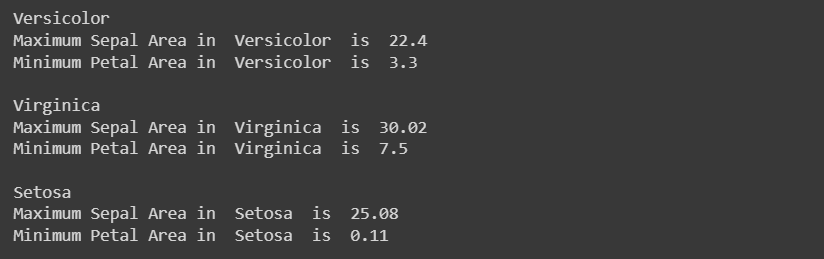 Versicolor
Maximum Sepal Area in  Versicolor  is  22.4
Minimum Petal Area in  Versicolor  is  3.3

Virginica
Maximum Sepal Area in  Virginica  is  30.02
Minimum Petal Area in  Virginica  is  7.5

Setosa
Maximum Sepal Area in  Setosa  is  25.08
Minimum Petal Area in  Setosa  is  0.11